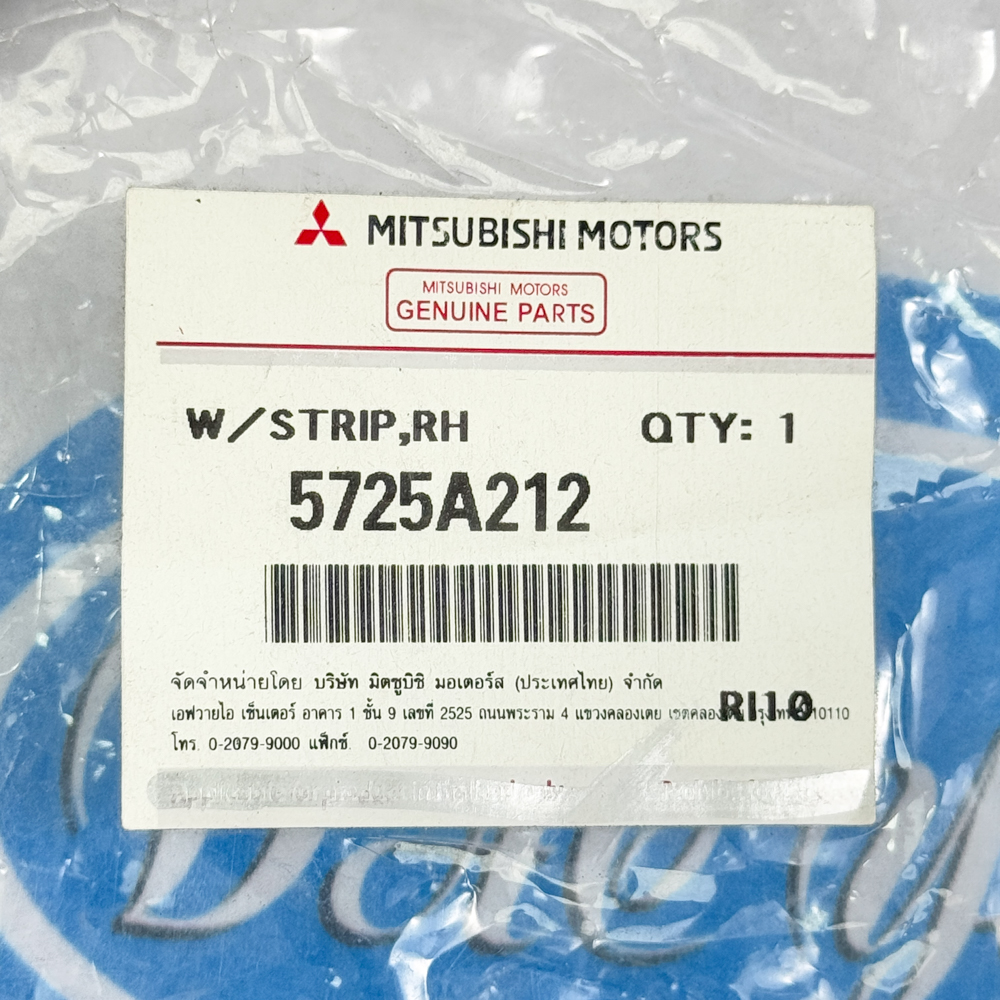 MITSUBISHI MOTORS
MITSUBISHI MOTORS
GENUINE PARTS
W/STRIP,RH QTY: 1
5725A212
จัดจำหน่ายโดย บริษัท มิตซูบิชิ มอเตอร์ส (ประเทศไทย) จำกัด
เอฟวายไอ เซ็นเตอร์ อาคาร 1 ชั้น 9 เลขที่ 2525 ถนนพระราม 4 แขวงคลองเตย 10110
RI10
โทร. 0-2079-9000 แฟ็กซ์. 0-2079-9090